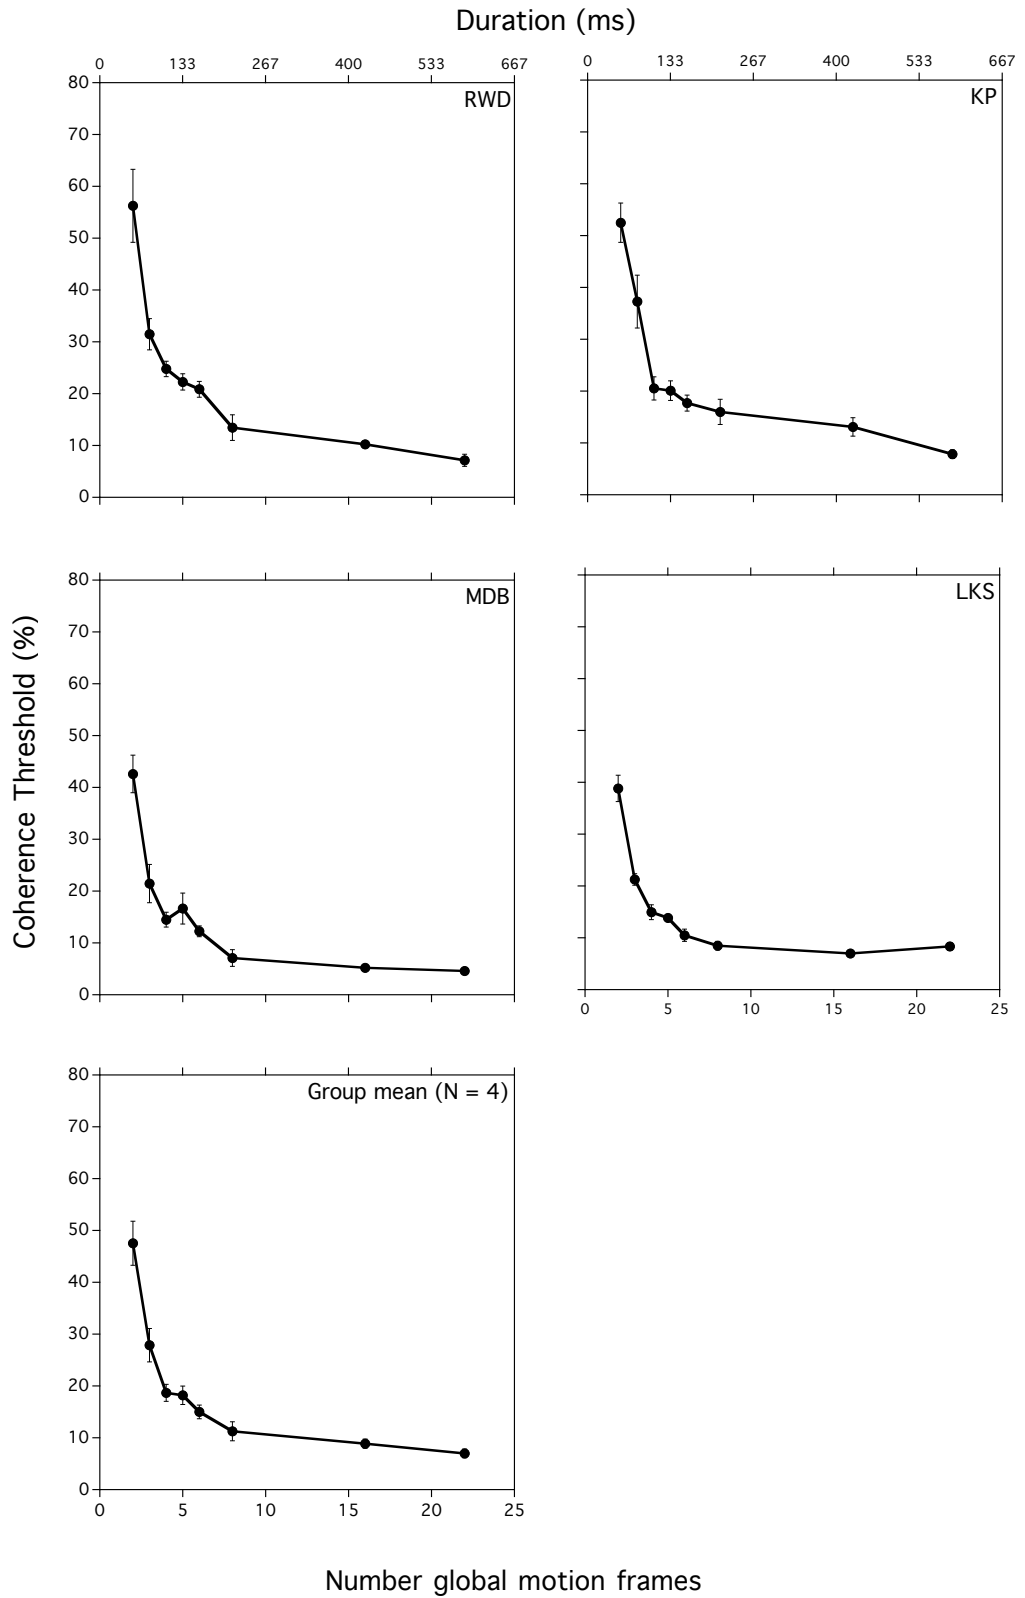 Duration (ms)
0 133 267 400 533 667
0 133 267 400 533 667
80
70
60
50
40
30
20
10
0
RWD
KP
Coherence Threshold (%)
80
70
60
50
40
30
20
10
0
MDB
LKS
0 5 10 15 20 25
80
70
60
50
40
30
20
10
0
Group mean (N = 4)
0 5 10 15 20 25
Number global motion frames